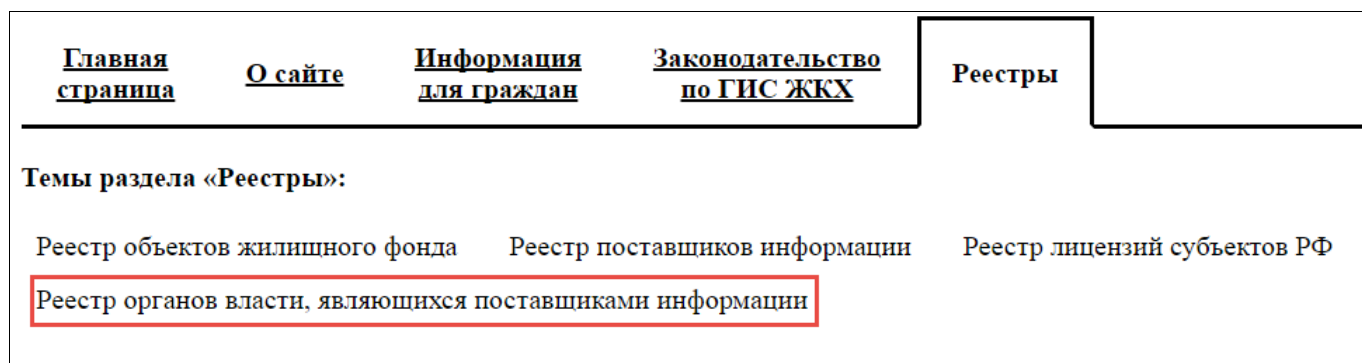 Главная страница
О сайте
Информация для граждан
Законодательство по ГИС ЖКХ
Реестры
Темы раздела «Реестры»:
Реестр объектов жилищного фонда Реестр поставщиков информации Реестр лицензий субъектов РФ
Реестр органов власти, являющихся поставщиками информации